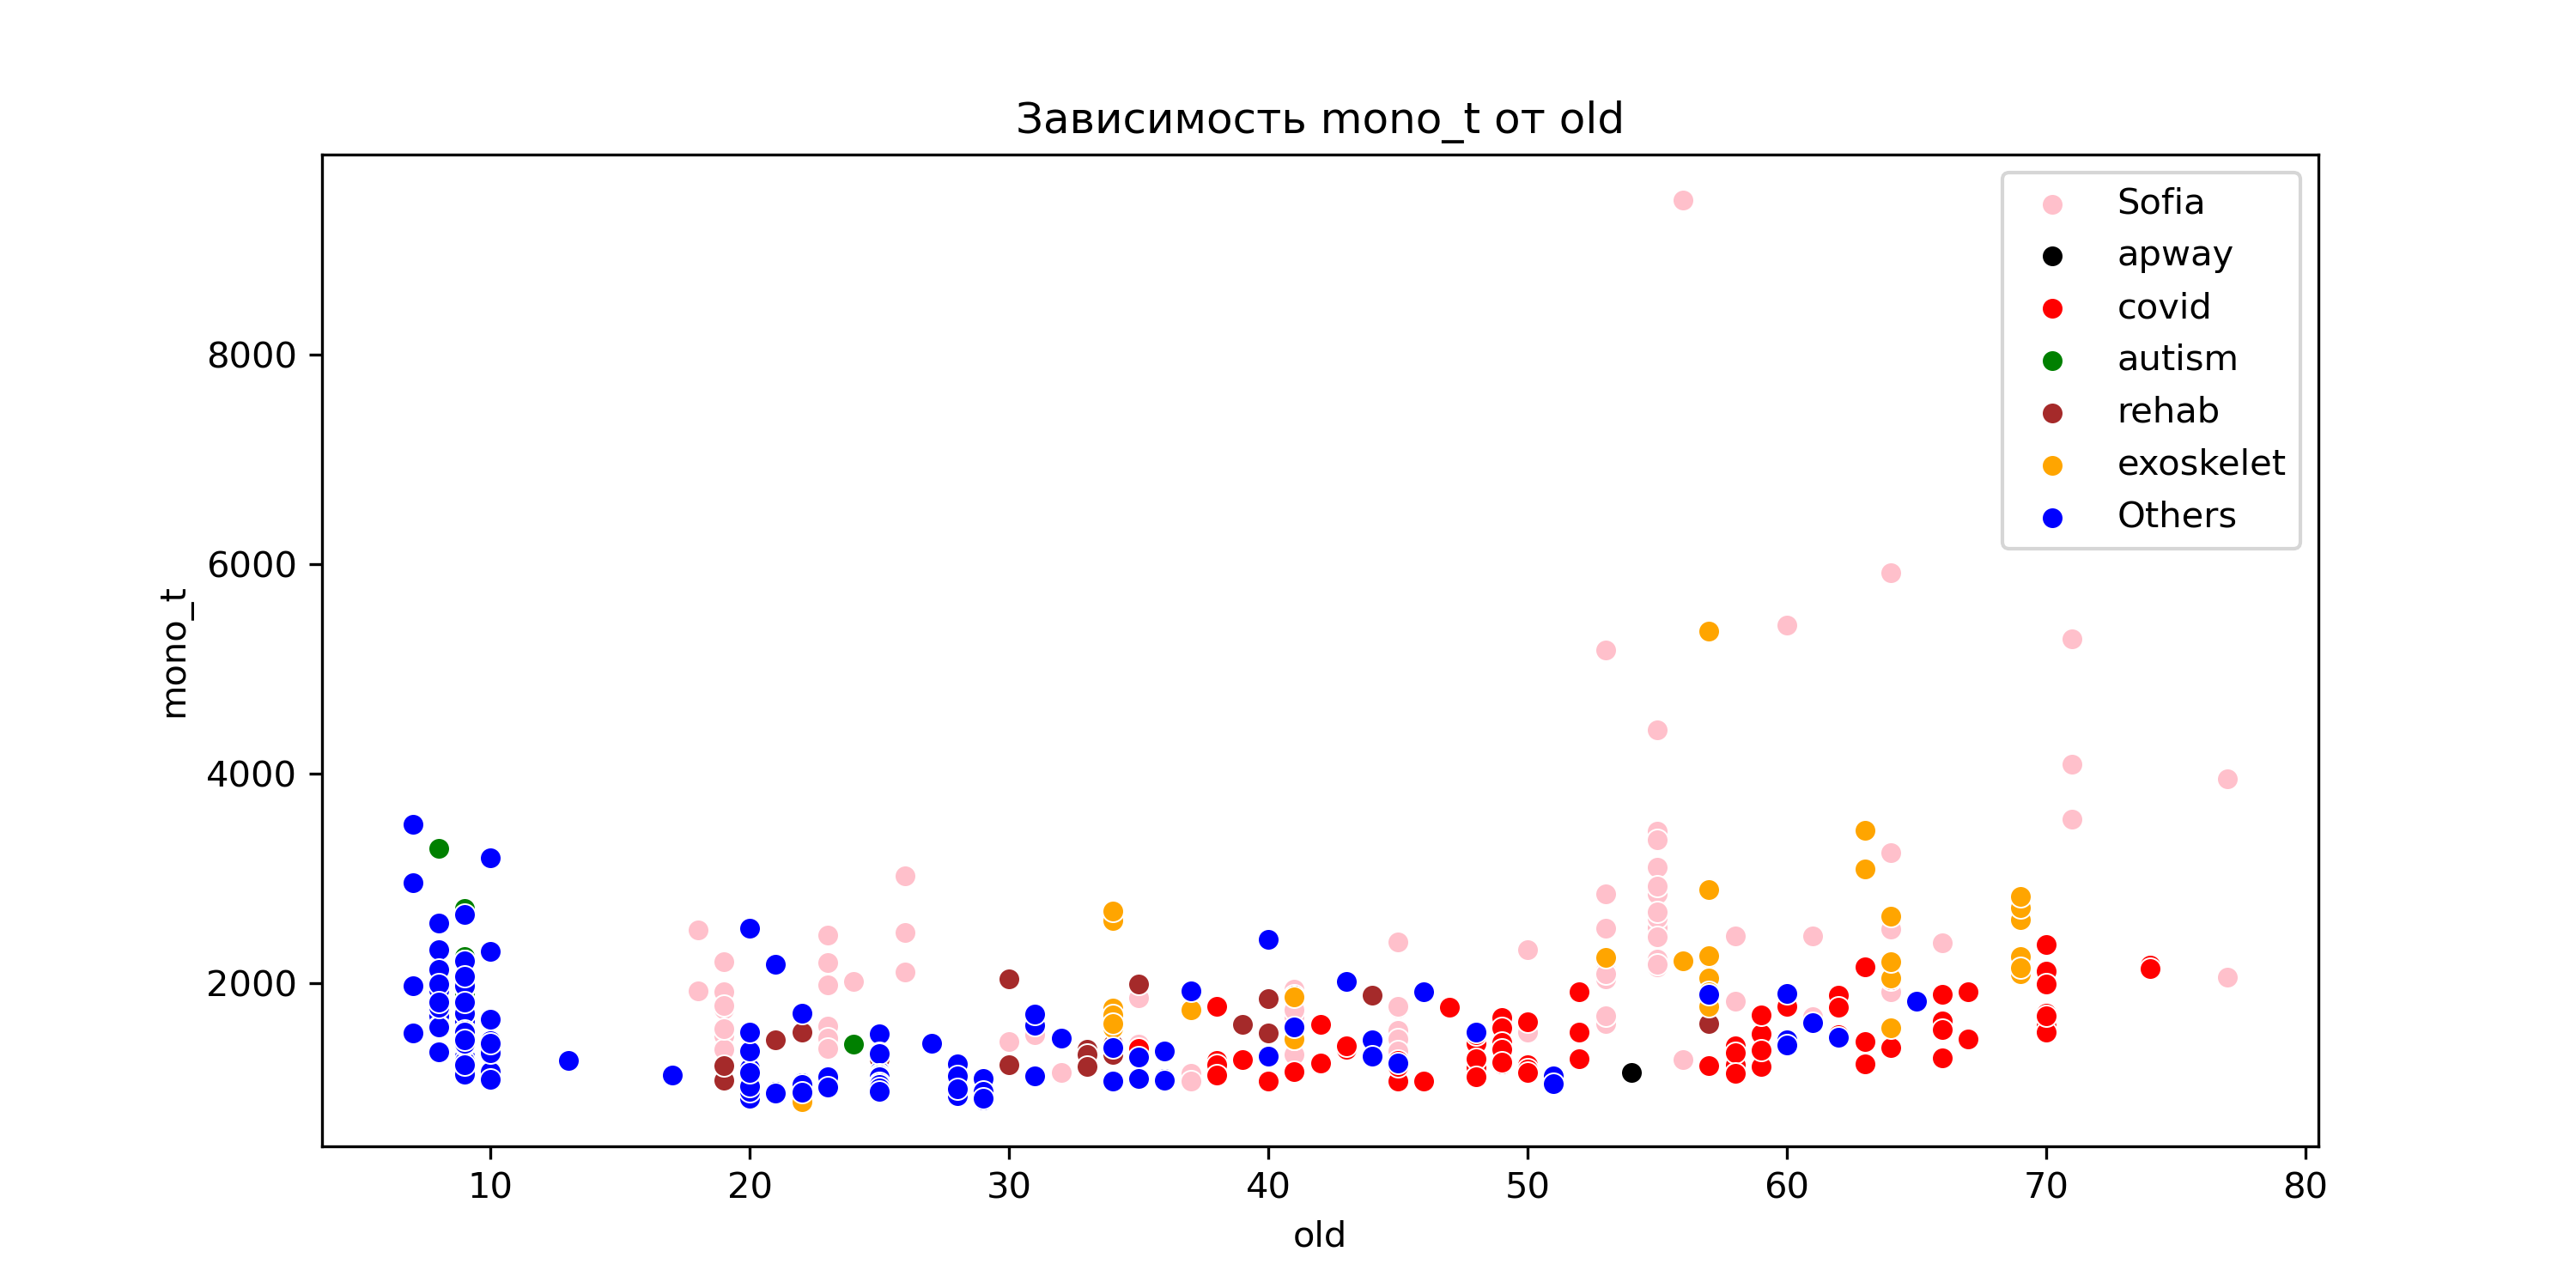 Зависимость mono_t от old
Sofia
apway
covid
autism
rehab
exoskelet
Others
mono_t
8000
6000
4000
2000
10 20 30 40 50 60 70 80
old